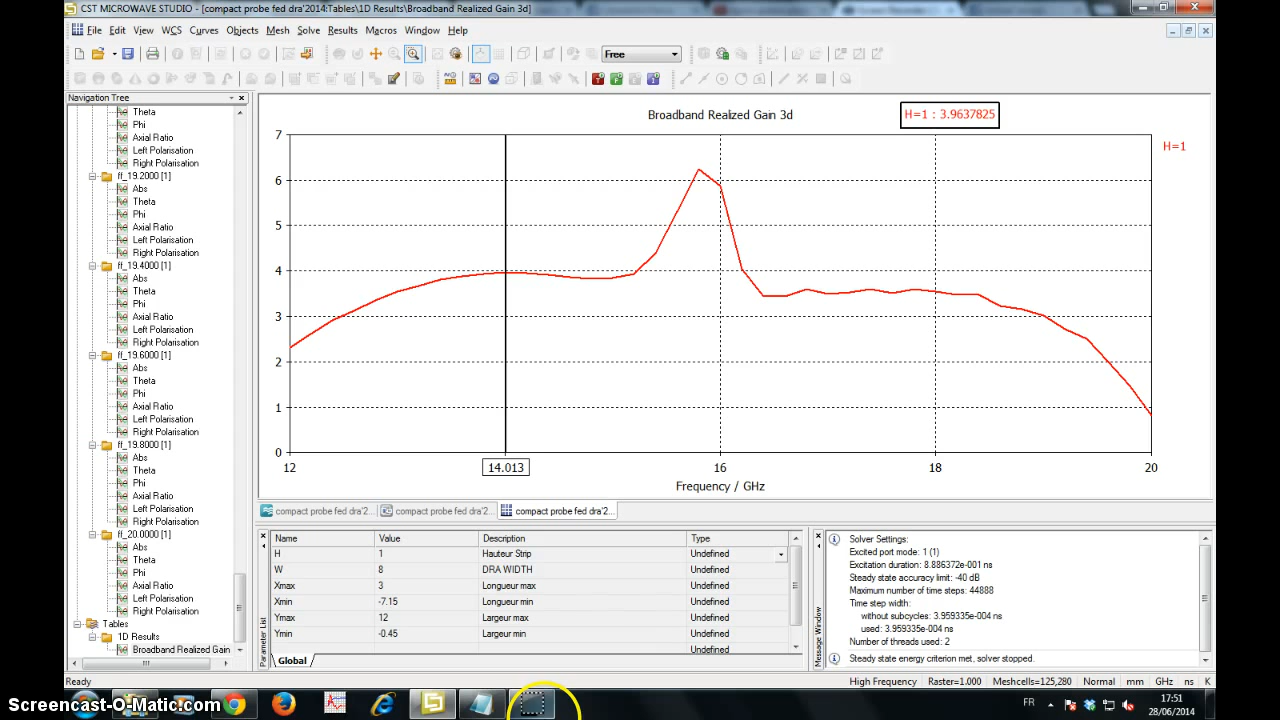 CST MICROWAVE STUDIO - [compact probe fed dra'2014:Tables\1D Results\Broadband Realized Gain 3d]
File Edit View WCS Curves Objects Mesh Solve Results Macros Window Help
Free
Navigation Tree
Theta
Phi
Axial Ratio
Left Polarisation
Right Polarisation
ff_19.2000 [1]
Abs
Theta
Phi
Axial Ratio
Left Polarisation
Right Polarisation
ff_19.4000 [1]
Abs
Theta
Phi
Axial Ratio
Left Polarisation
Right Polarisation
ff_19.6000 [1]
Abs
Theta
Phi
Axial Ratio
Left Polarisation
Right Polarisation
ff_19.8000 [1]
Abs
Theta
Phi
Axial Ratio
Left Polarisation
Right Polarisation
ff_20.0000 [1]
Abs
Theta
Phi
Axial Ratio
Left Polarisation
Right Polarisation
Tables
1D Results
Broadband Realized Gain
Broadband Realized Gain 3d
H=1 : 3.9637825
H=1
7
6
5
4
3
2
1
0
12 14.013 16 18 20
Frequency / GHz
compact probe fed dra'2... compact probe fed dra'2... compact probe fed dra'2...
Parameter List
Name Value Description Type
H 1 Hauteur Strip Undefined
W 8 DRA WIDTH Undefined
Xmax 3 Longueur max Undefined
Xmin -7.15 Longueur min Undefined
Ymax 12 Largeur max Undefined
Ymin -0.45 Largeur min Undefined
Undefined
Global
Message Window
Solver Settings:
Excited port mode: 1 (1)
Excitation duration: 8.886372e-001 ns
Steady state accuracy limit: -40 dB
Maximum number of time steps: 44888
Time step width:
without subcycles: 3.959335e-004 ns
used: 3.959335e-004 ns
Number of threads used: 2
Steady state energy criterion met, solver stopped.
Ready
High Frequency Raster=1.000 Meshcells=125,280 Normal mm GHz ns K
Screencast-O-Matic.com
FR
17:51
28/06/2014